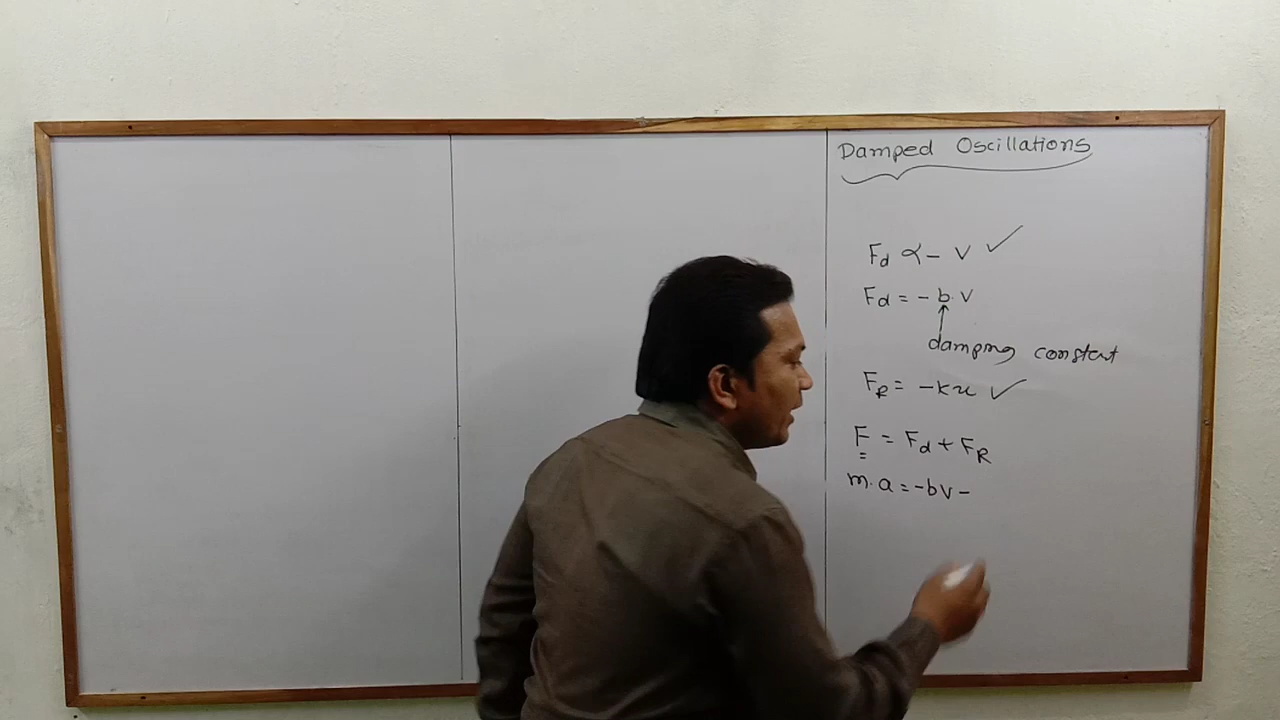 Damped Oscillations
Fd ∝ - v ✓
Fd = - b. v
↑
damping constant
FR = -kx ✓
F = Fd + FR
m. a = -bv -